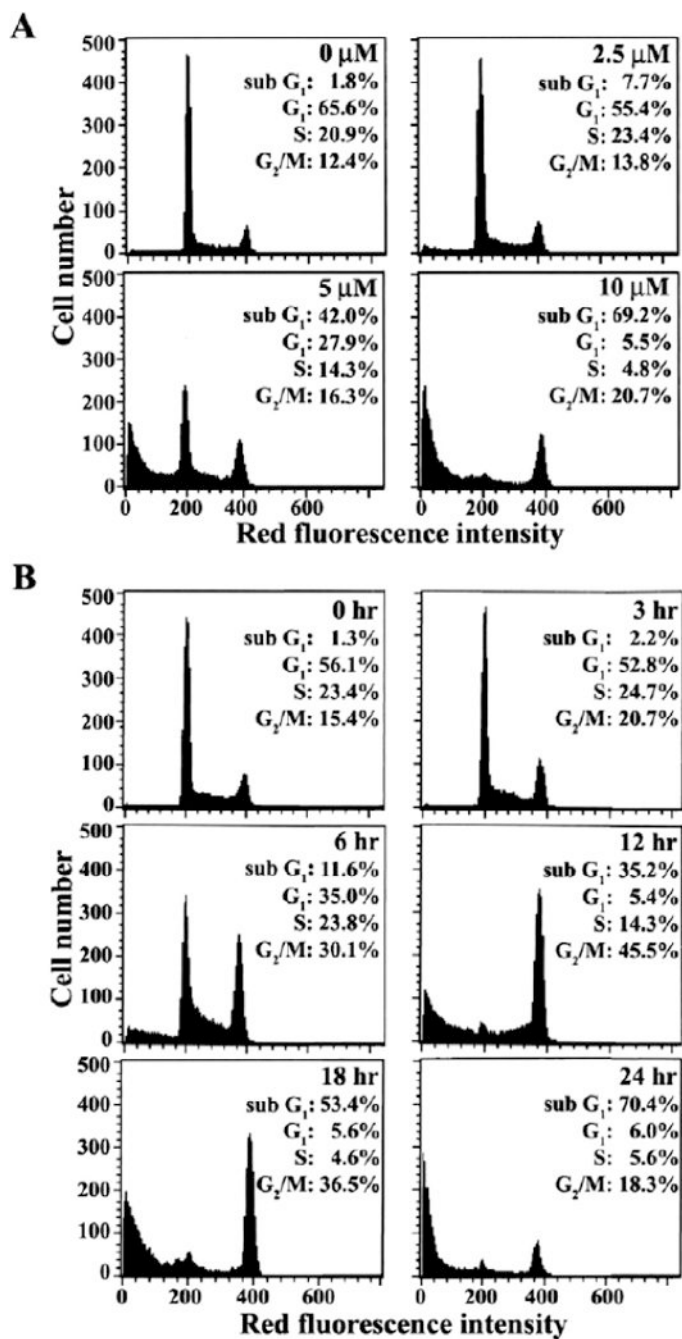 A
Cell number
500
400
300
200
100
0
0 μM
sub G₁: 1.8%
G₁: 65.6%
S: 20.9%
G₂/M: 12.4%
2.5 μM
sub G₁: 7.7%
G₁: 55.4%
S: 23.4%
G₂/M: 13.8%
500
400
300
200
100
0
5 μM
sub G₁: 42.0%
G₁: 27.9%
S: 14.3%
G₂/M: 16.3%
10 μM
sub G₁: 69.2%
G₁: 5.5%
S: 4.8%
G₂/M: 20.7%
0 200 400 600
0 200 400 600
Red fluorescence intensity
B
Cell number
500
400
300
200
100
0
0 hr
sub G₁: 1.3%
G₁: 56.1%
S: 23.4%
G₂/M: 15.4%
3 hr
sub G₁: 2.2%
G₁: 52.8%
S: 24.7%
G₂/M: 20.7%
500
400
300
200
100
0
6 hr
sub G₁: 11.6%
G₁: 35.0%
S: 23.8%
G₂/M: 30.1%
12 hr
sub G₁: 35.2%
G₁: 5.4%
S: 14.3%
G₂/M: 45.5%
500
400
300
200
100
0
18 hr
sub G₁: 53.4%
G₁: 5.6%
S: 4.6%
G₂/M: 36.5%
24 hr
sub G₁: 70.4%
G₁: 6.0%
S: 5.6%
G₂/M: 18.3%
0 200 400 600
0 200 400 600
Red fluorescence intensity